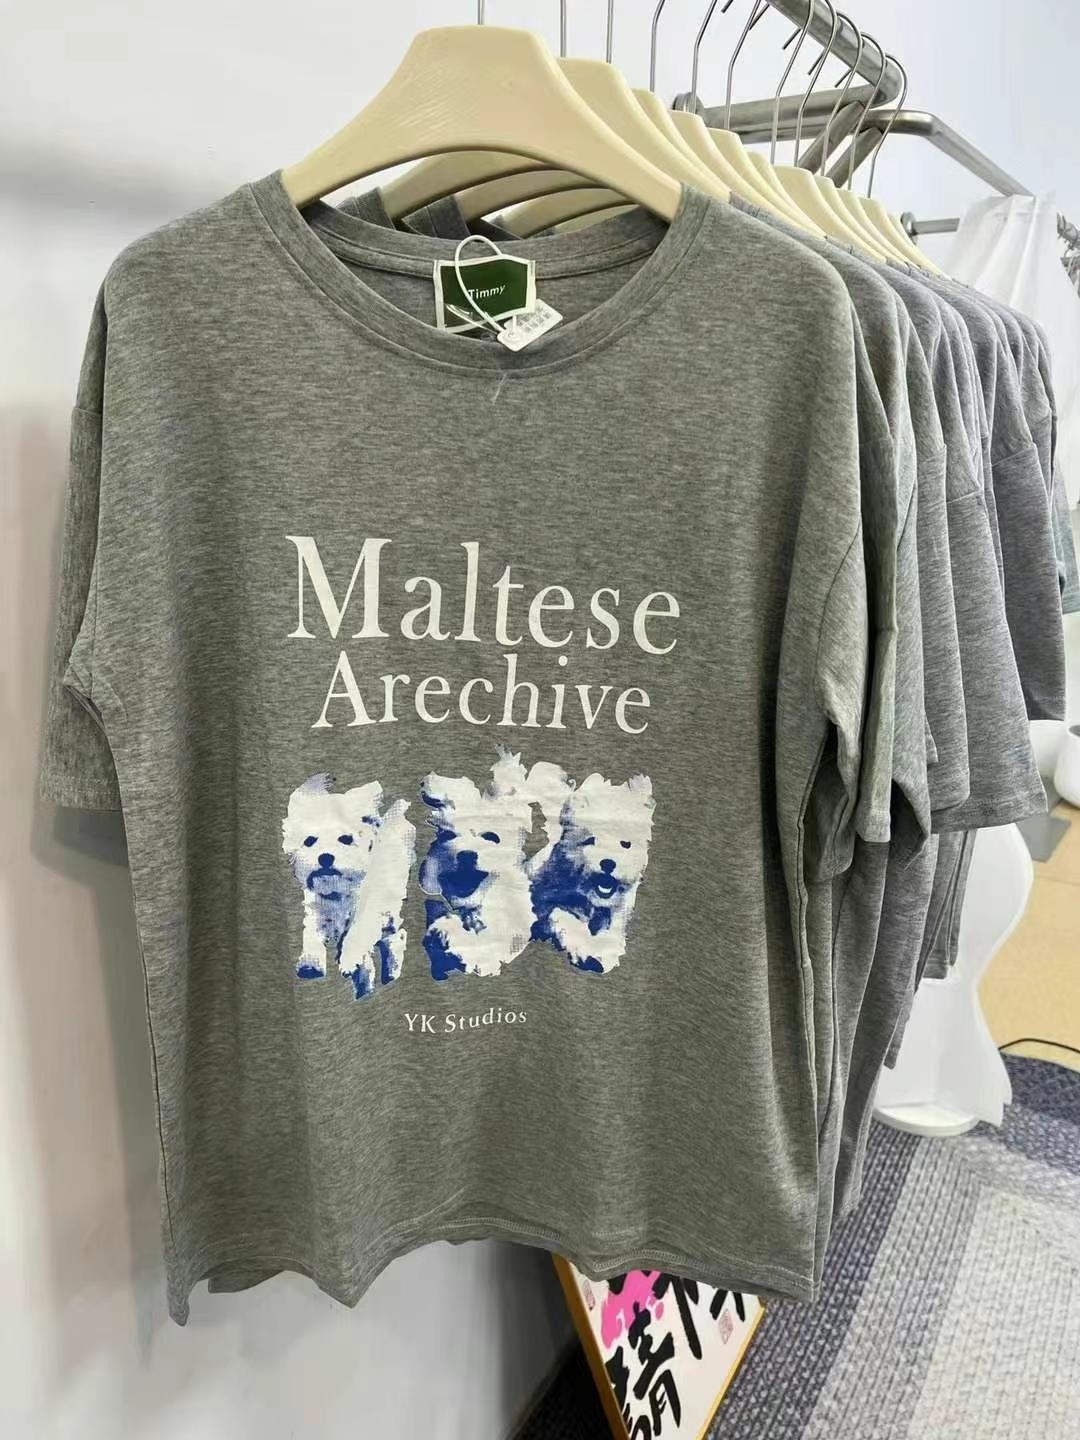 Timmy
Maltese
Arechive
YK Studios